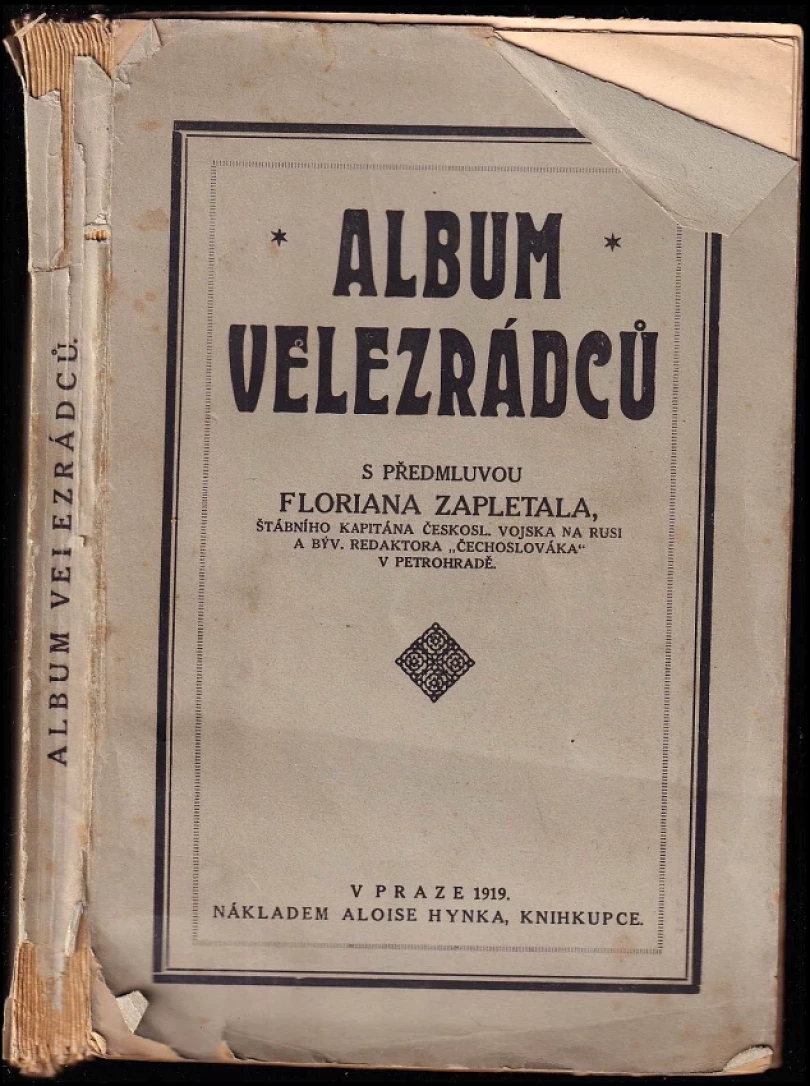 ALBUM VELEZRÁDCŮ.
* ALBUM *
VELEZRÁDCŮ
S PŘEDMLUVOU
FLORIANA ZAPLETALA,
ŠTÁBNÍHO KAPITÁNA ČESKOSL. VOJSKA NA RUSI
A BÝV. REDAKTORA „ČECHOSLOVÁKA“
V PETROHRADĚ.
V PRAZE 1919.
NÁKLADEM ALOISE HYNKA, KNIHKUPCE.